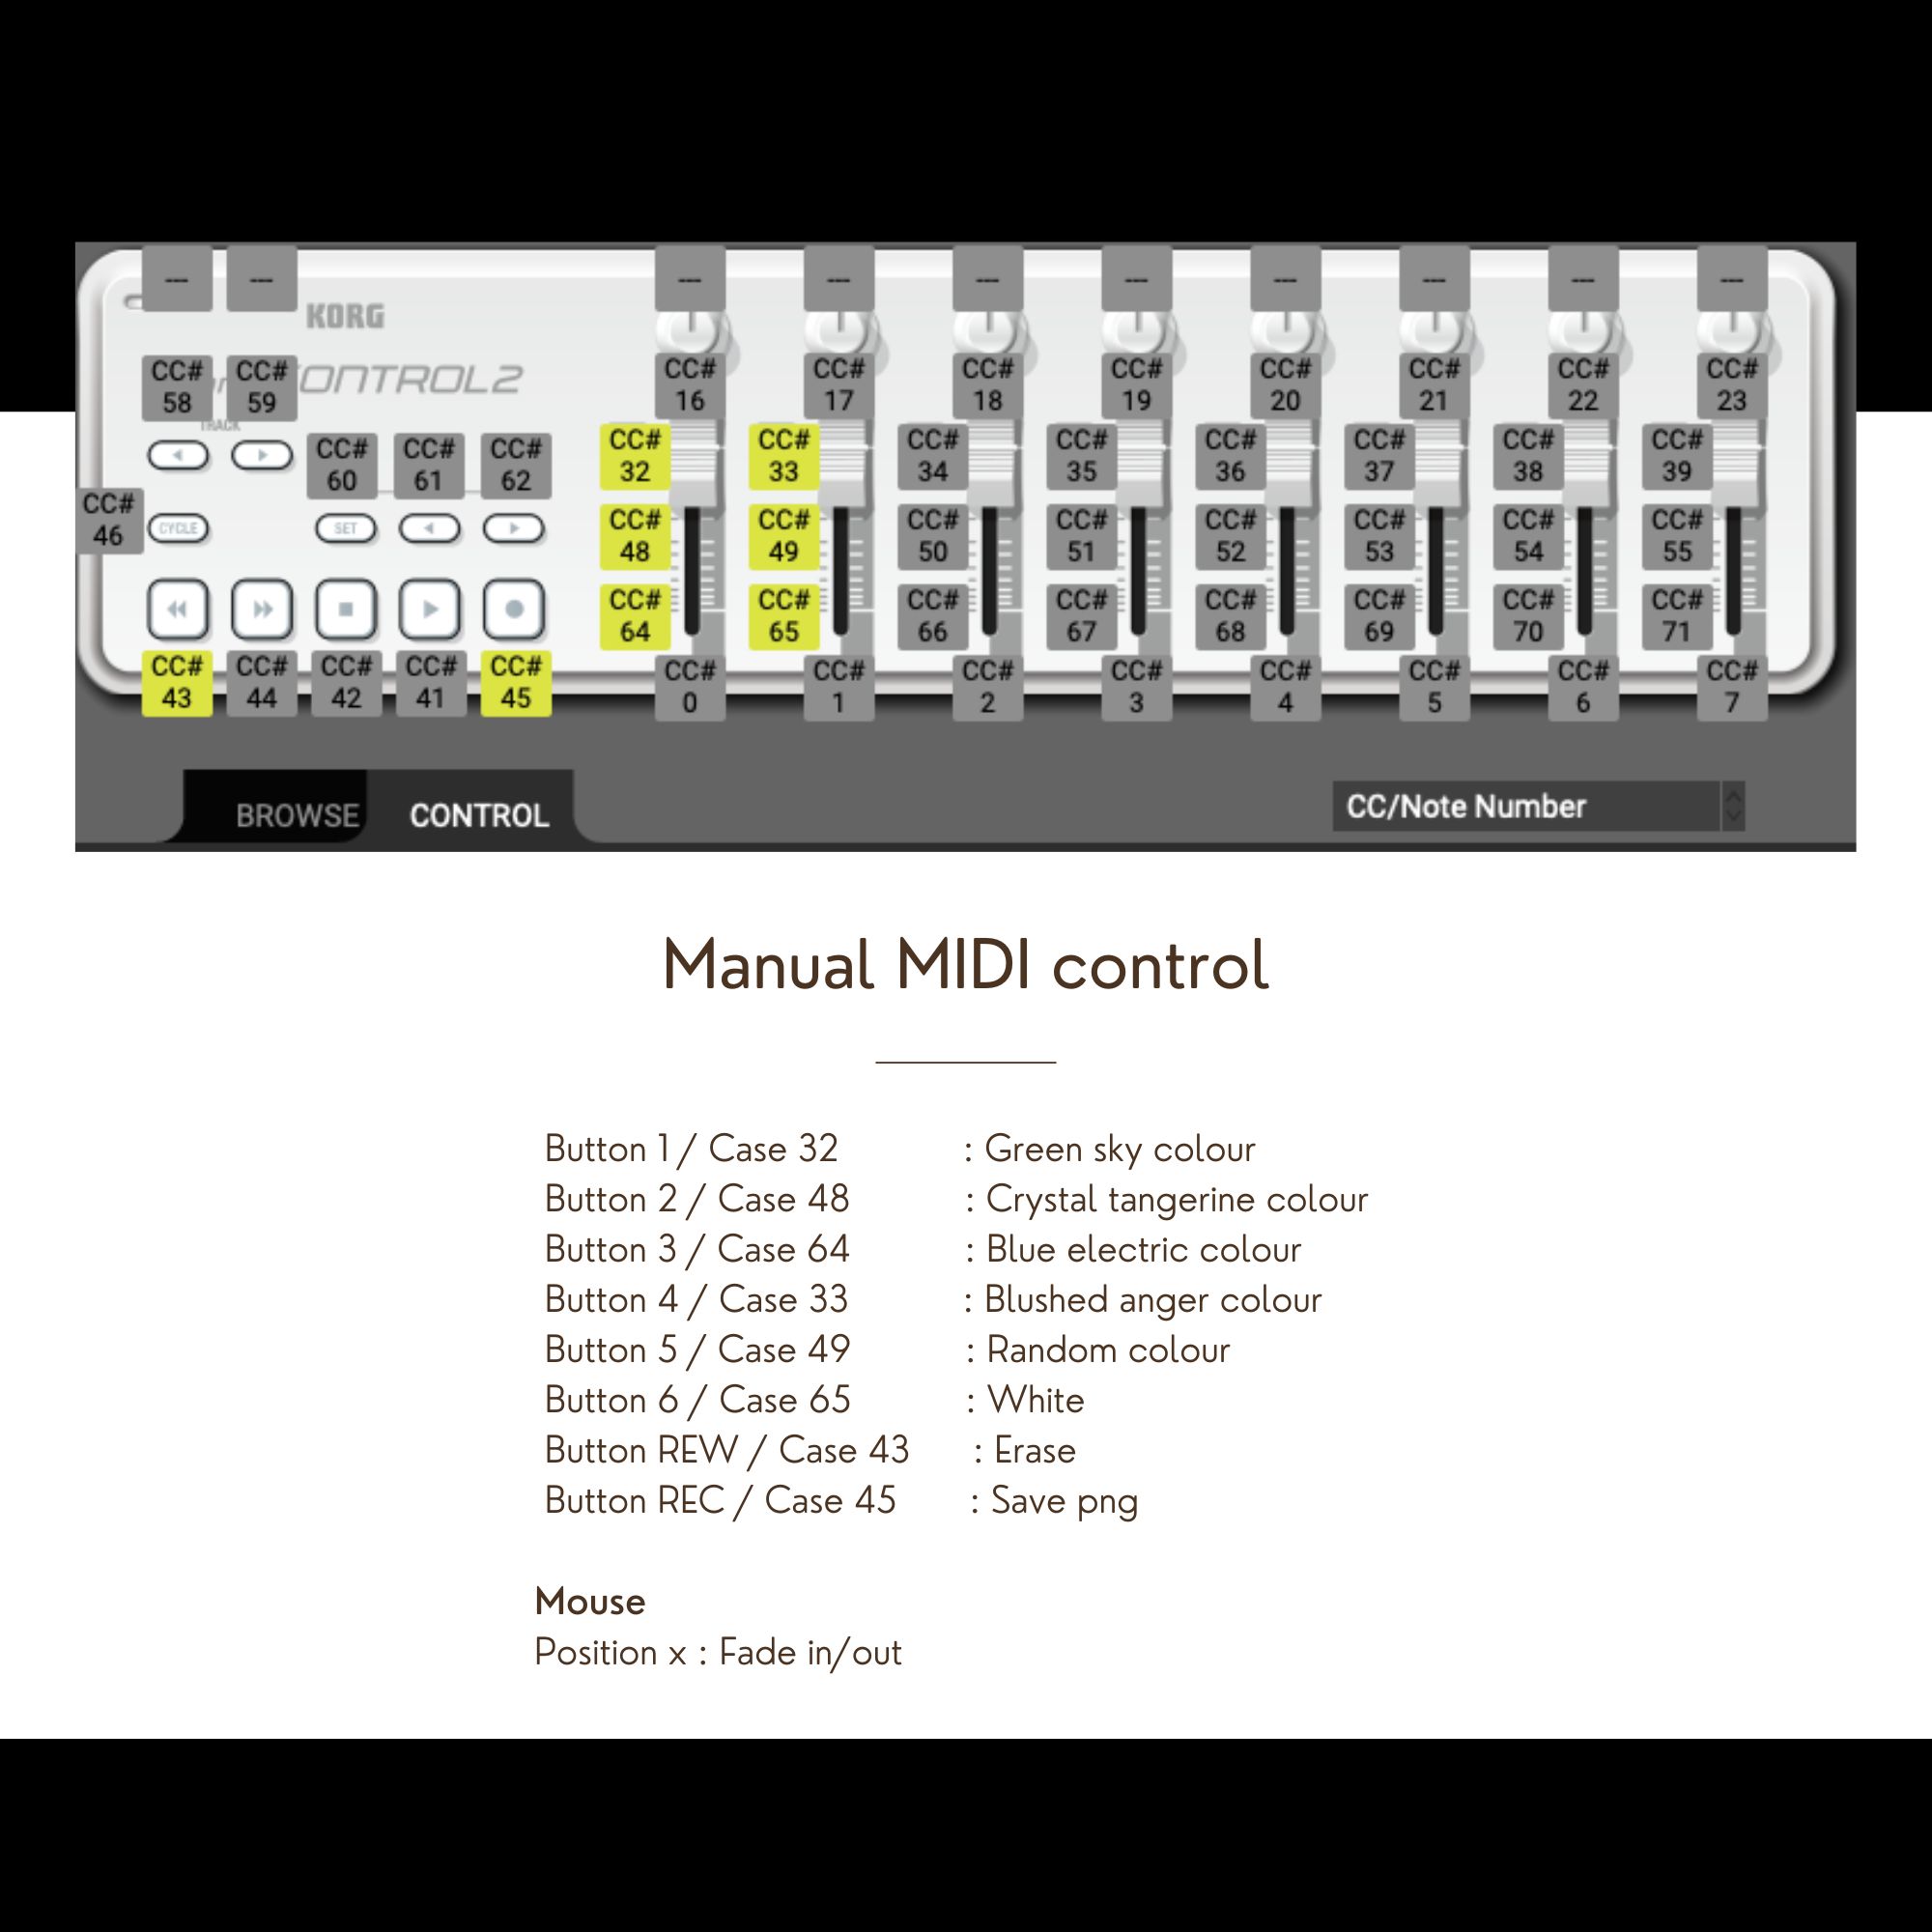 --- --- --- --- --- --- --- --- --- ---
KORG
CC# 58 CC# 59 CONTROL2 CC# 16 CC# 17 CC# 18 CC# 19 CC# 20 CC# 21 CC# 22 CC# 23
TRACK
CC# 60 CC# 61 CC# 62 CC# 32 CC# 33 CC# 34 CC# 35 CC# 36 CC# 37 CC# 38 CC# 39
CC# 46 CYCLE SET CC# 48 CC# 49 CC# 50 CC# 51 CC# 52 CC# 53 CC# 54 CC# 55
CC# 64 CC# 65 CC# 66 CC# 67 CC# 68 CC# 69 CC# 70 CC# 71
CC# 43 CC# 44 CC# 42 CC# 41 CC# 45 CC# 0 CC# 1 CC# 2 CC# 3 CC# 4 CC# 5 CC# 6 CC# 7
BROWSE CONTROL CC/Note Number
Manual MIDI control
Button 1 / Case 32 : Green sky colour
Button 2 / Case 48 : Crystal tangerine colour
Button 3 / Case 64 : Blue electric colour
Button 4 / Case 33 : Blushed anger colour
Button 5 / Case 49 : Random colour
Button 6 / Case 65 : White
Button REW / Case 43 : Erase
Button REC / Case 45 : Save png
Mouse
Position x : Fade in/out